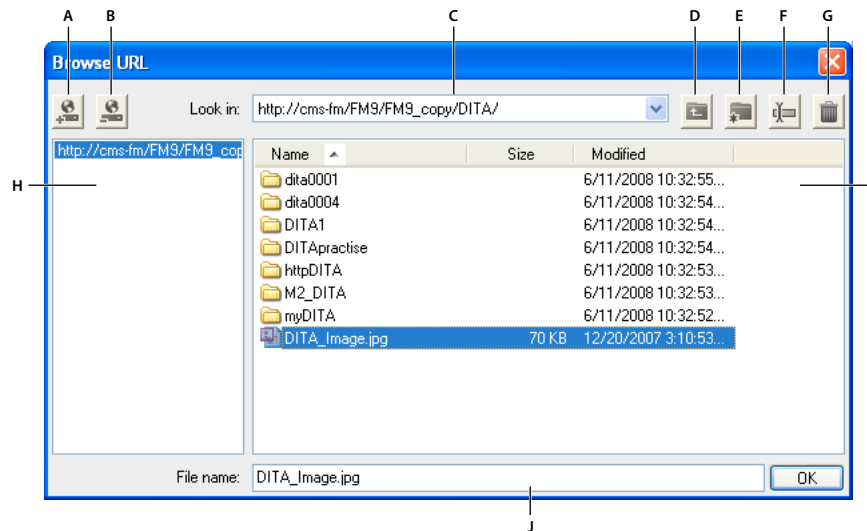 A B C D E F G
Browse URL
Look in: http://cms-fm/FM9/FM9_copy/DITA/
http://cms-fm/FM9/FM9_cop
Name Size Modified
dita0001 6/11/2008 10:32:55...
dita0004 6/11/2008 10:32:54...
DITA1 6/11/2008 10:32:54...
DITApractise 6/11/2008 10:32:54...
httpDITA 6/11/2008 10:32:53...
M2_DITA 6/11/2008 10:32:53...
myDITA 6/11/2008 10:32:52...
DITA_Image.jpg 70 KB 12/20/2007 3:10:53...
H
File name: DITA_Image.jpg OK
J